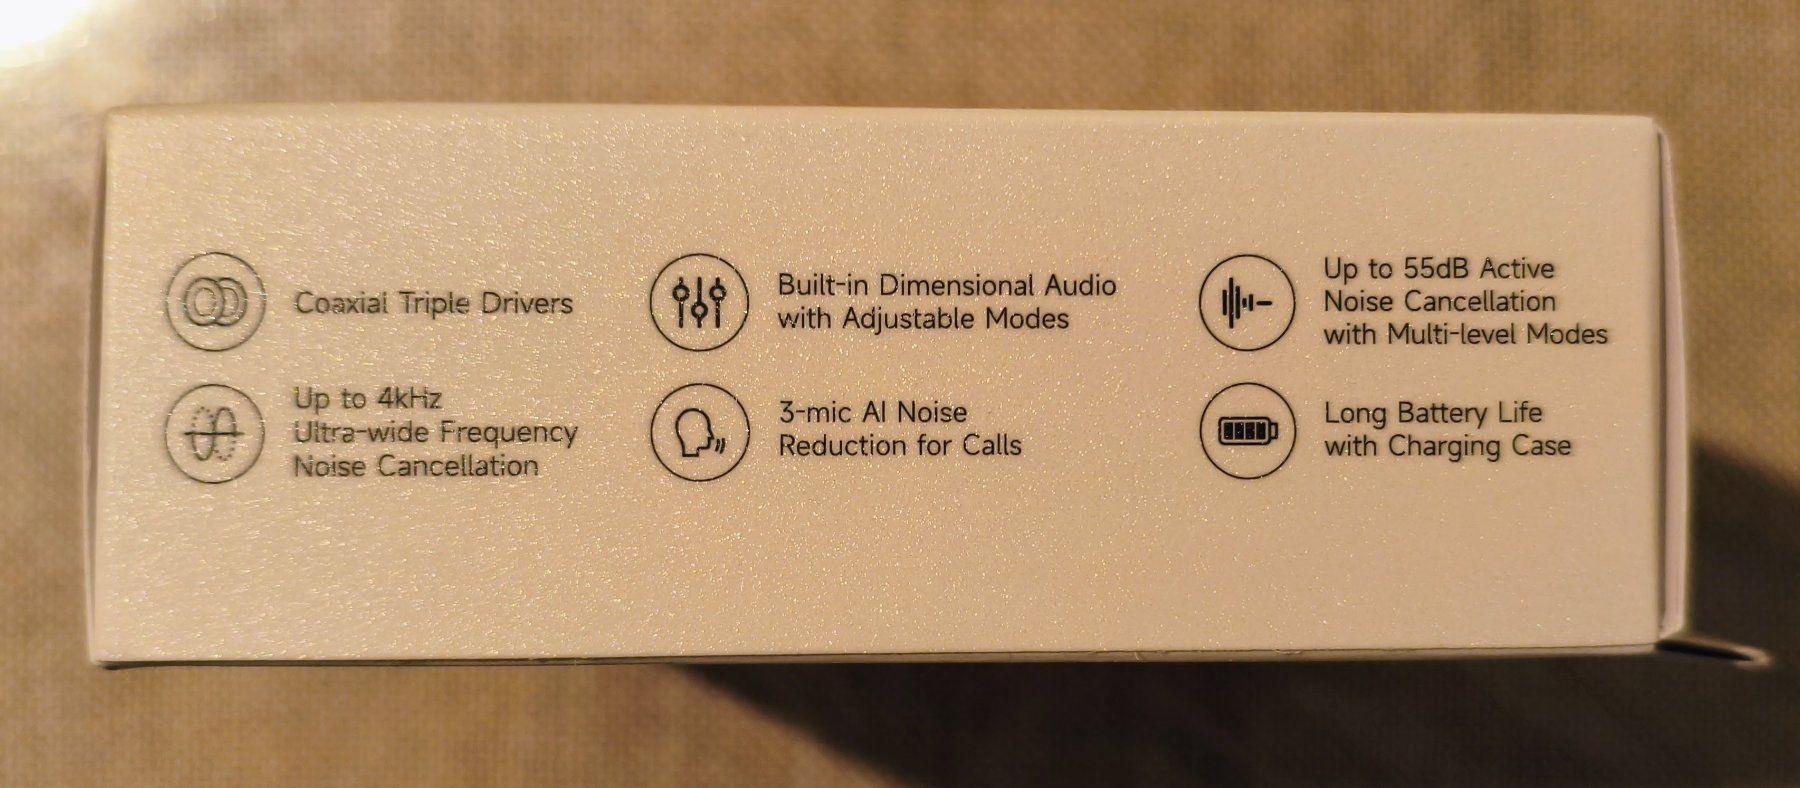 Coaxial Triple Drivers
Built-in Dimensional Audio
with Adjustable Modes
Up to 55dB Active
Noise Cancellation
with Multi-level Modes
Up to 4kHz
Ultra-wide Frequency
Noise Cancellation
3-mic AI Noise
Reduction for Calls
Long Battery Life
with Charging Case